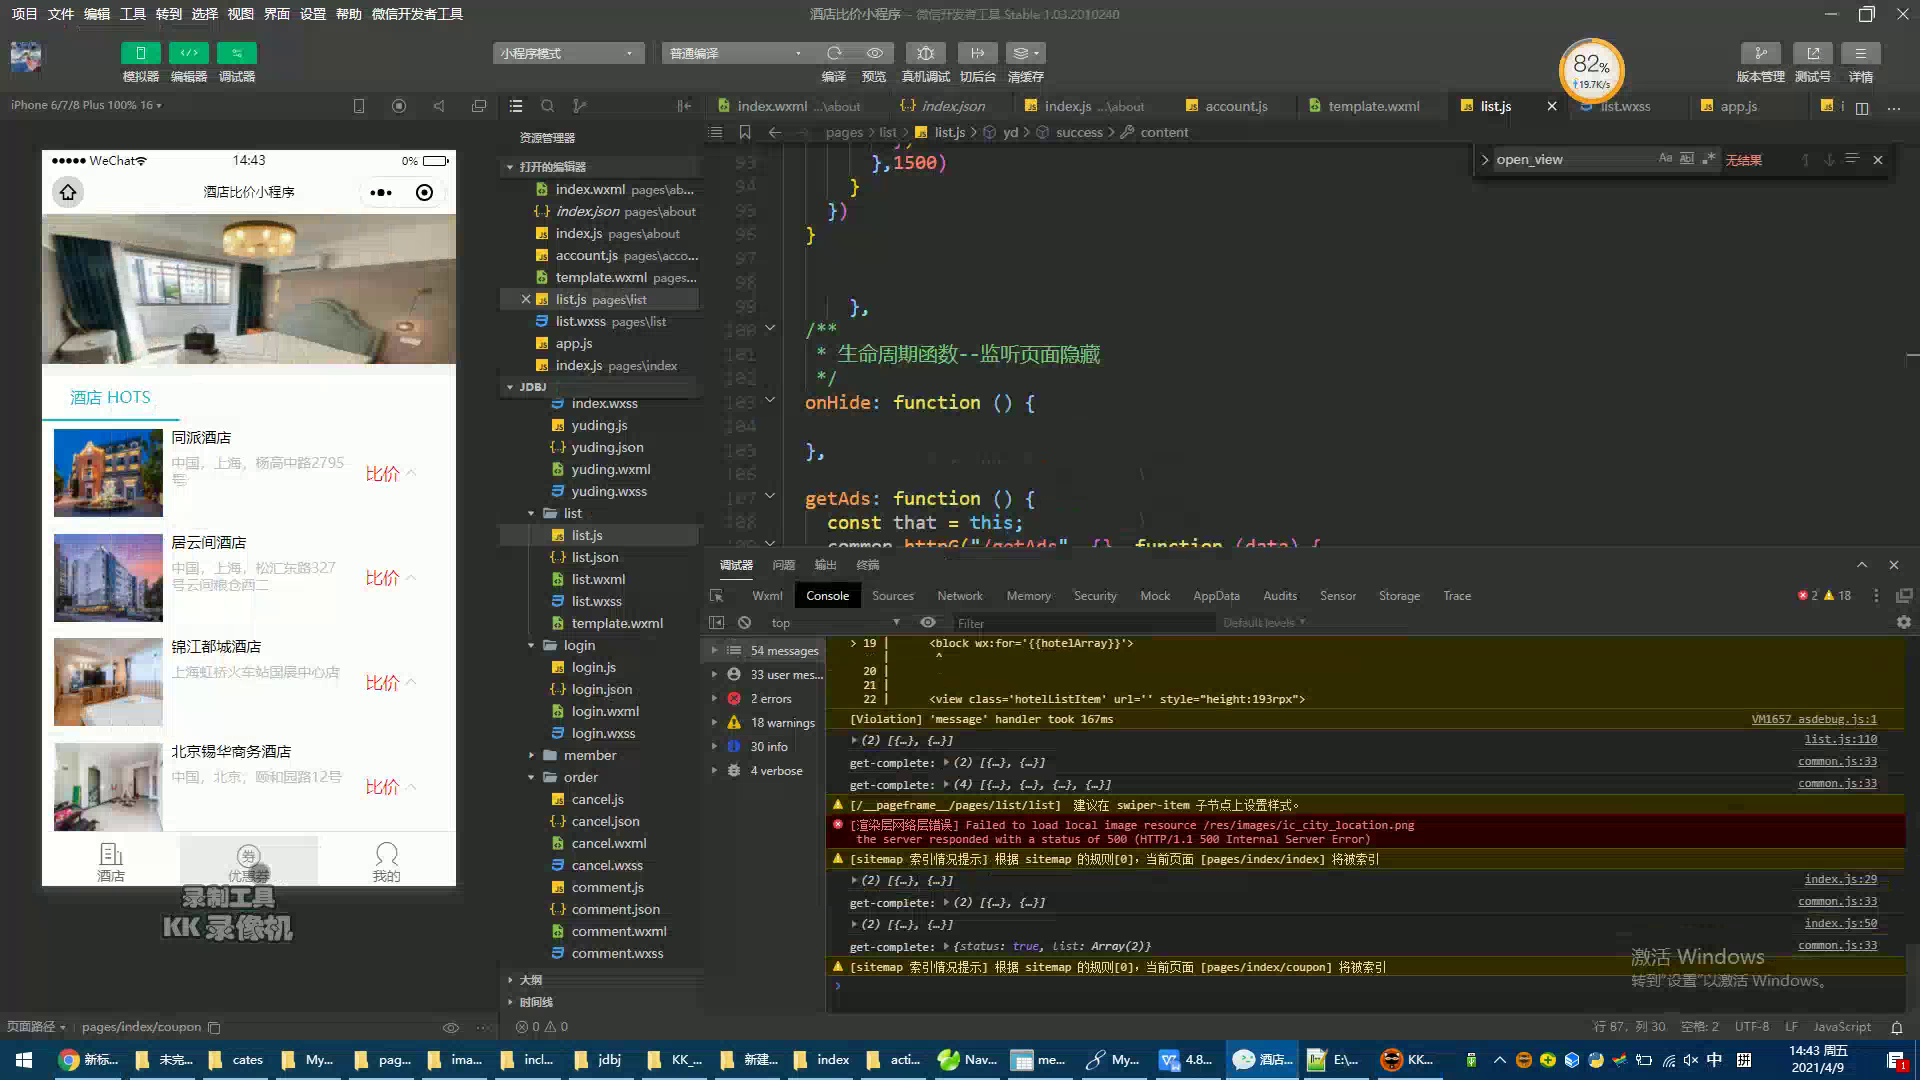 项目 文件 编辑 工具 转到 选择 视图 界面 设置 帮助 微信开发者工具
酒店比价小程序 - 微信开发者工具 Stable 1.03.2010240
模拟器 编辑器 调试器
小程序模式
普通编译
编译 预览 真机调试 切后台 清缓存
82%
↑19.7K/s
版本管理 测试号 详情
iPhone 6/7/8 Plus 100% 16
index.wxml ...\about
index.json
index.js ...\about
account.js
template.wxml
list.js
list.wxss
app.js
WeChat
14:43
0%
酒店比价小程序
酒店 HOTS
同派酒店
中国，上海，杨高中路2795号
比价
居云间酒店
中国，上海，松汇东路327号云间粮仓西二
比价
锦江都城酒店
上海虹桥火车站国展中心店
比价
北京锡华商务酒店
中国，北京，颐和园路12号
比价
酒店
优惠券
我的
录制工具
KK 录像机
页面路径 pages/index/coupon
资源管理器
打开的编辑器
index.wxml pages\ab...
index.json pages\about
index.js pages\about
account.js pages\acco...
template.wxml pages...
list.js pages\list
list.wxss pages\list
app.js
index.js pages\index
JDBJ
index.wxss
yuding.js
yuding.json
yuding.wxml
yuding.wxss
list
list.js
list.json
list.wxml
list.wxss
template.wxml
login
login.js
login.json
login.wxml
login.wxss
member
order
cancel.js
cancel.json
cancel.wxml
cancel.wxss
comment.js
comment.json
comment.wxml
comment.wxss
大纲
时间线
0 0
pages > list > list.js > yd > success > content
open_view
无结果
93 },1500)
94 }
95 })
96 }
97
98
99 },
100 /**
101 * 生命周期函数--监听页面隐藏
102 */
103 onHide: function () {
104
105 },
106
107 getAds: function () {
108 const that = this;
109 common.httpG("/getAds", {}, function (data) {
调试器 问题 输出 终端
Wxml Console Sources Network Memory Security Mock AppData Audits Sensor Storage Trace
2 18
top
Filter
Default levels
54 messages
33 user mes...
2 errors
18 warnings
30 info
4 verbose
> 19 | <block wx:for='{{hotelArray}}'>
| ^
20 |
21 |
22 | <view class='hotelListItem' url='' style="height:193rpx">
[Violation] 'message' handler took 167ms VM1657 asdebug.js:1
(2) [{…}, {…}] list.js:110
get-complete: (2) [{…}, {…}] common.js:33
get-complete: (4) [{…}, {…}, {…}, {…}] common.js:33
[/__pageframe__/pages/list/list] 建议在 swiper-item 子节点上设置样式。
[渲染层网络层错误] Failed to load local image resource /res/images/ic_city_location.png
the server responded with a status of 500 (HTTP/1.1 500 Internal Server Error)
[sitemap 索引情况提示] 根据 sitemap 的规则[0]，当前页面 [pages/index/index] 将被索引
(2) [{…}, {…}] index.js:29
get-complete: (2) [{…}, {…}] common.js:33
(2) [{…}, {…}] index.js:50
get-complete: {status: true, list: Array(2)} common.js:33
[sitemap 索引情况提示] 根据 sitemap 的规则[0]，当前页面 [pages/index/coupon] 将被索引
激活 Windows
转到"设置"以激活 Windows。
行 87，列 30 空格: 2 UTF-8 LF JavaScript
新标... 未完... cates My... pag... ima... incl... jdbj KK_... 新建... index acti... Nav... me... My... 4.8... 酒店... E:\... KK...
中 拼
14:43 周五
2021/4/9
1